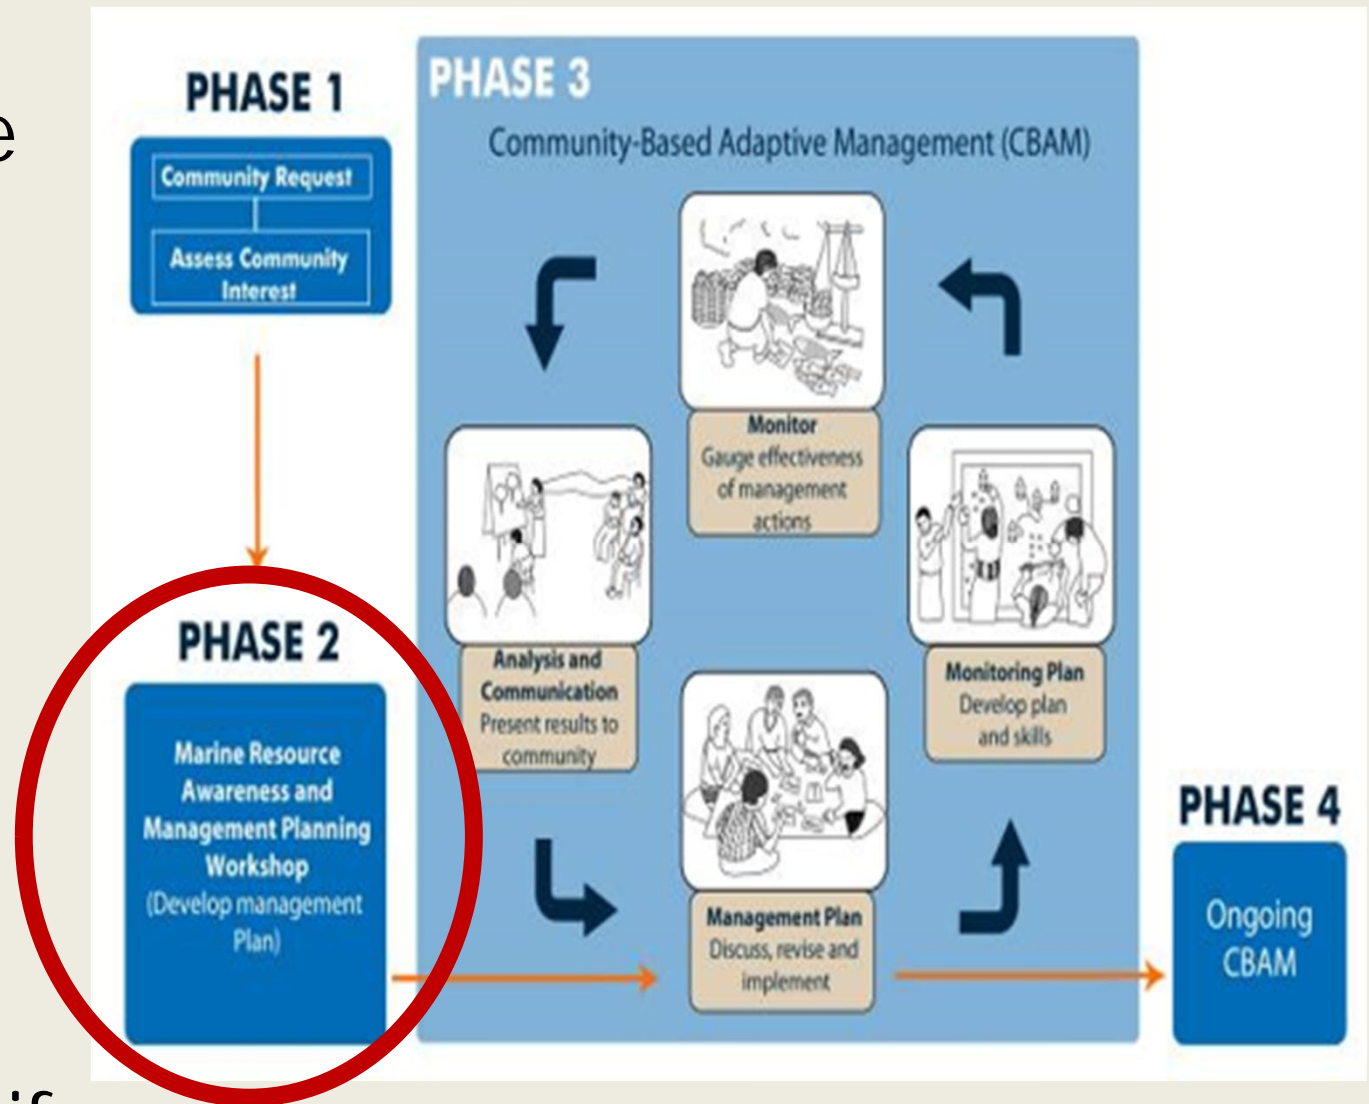 e
PHASE 1
Community Request
Assess Community
Interest
PHASE 2
Marine Resource
Awareness and
Management Planning
Workshop
(Develop management
Plan)
PHASE 3
Community-Based Adaptive Management (CBAM)
Monitor
Gauge effectiveness
of management
actions
Analysis and
Communication
Present results to
community
Monitoring Plan
Develop plan
and skills
Management Plan
Discuss, revise and
implement
PHASE 4
Ongoing
CBAM
if